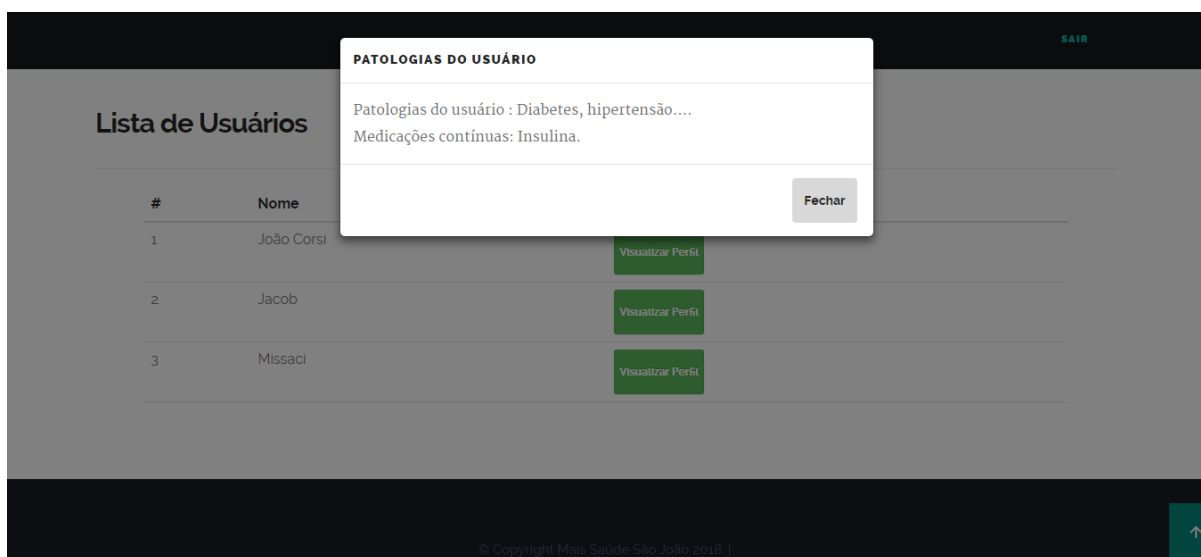 SAIR
PATOLOGIAS DO USUÁRIO
Patologias do usuário : Diabetes, hipertensão....
Medicações contínuas: Insulina.
Fechar
Lista de Usuários
# Nome
1 João Corsi Visualizar Perfil
2 Jacob Visualizar Perfil
3 Missaci Visualizar Perfil
© Copyright Mais Saúde São João 2018 |